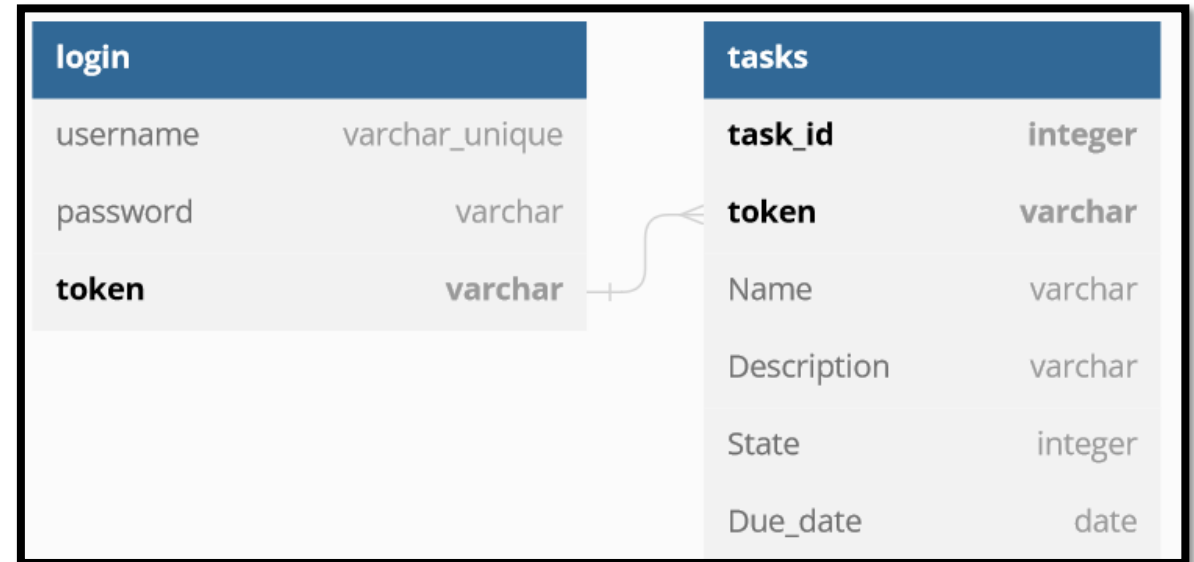 login
username varchar_unique
password varchar
token varchar
tasks
task_id integer
token varchar
Name varchar
Description varchar
State integer
Due_date date